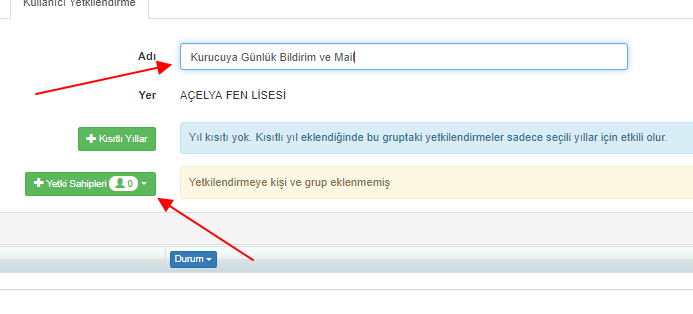 Kullanıcı Yetkilendirme
Adı Kurucuya Günlük Bildirim ve Mail
Yer AÇELYA FEN LİSESİ
Kısıtlı Yıllar Yıl kısıtı yok. Kısıtlı yıl eklendiğinde bu gruptaki yetkilendirmeler sadece seçili yıllar için etkili olur.
Yetki Sahipleri 0 Yetkilendirmeye kişi ve grup eklenmemiş
Durum